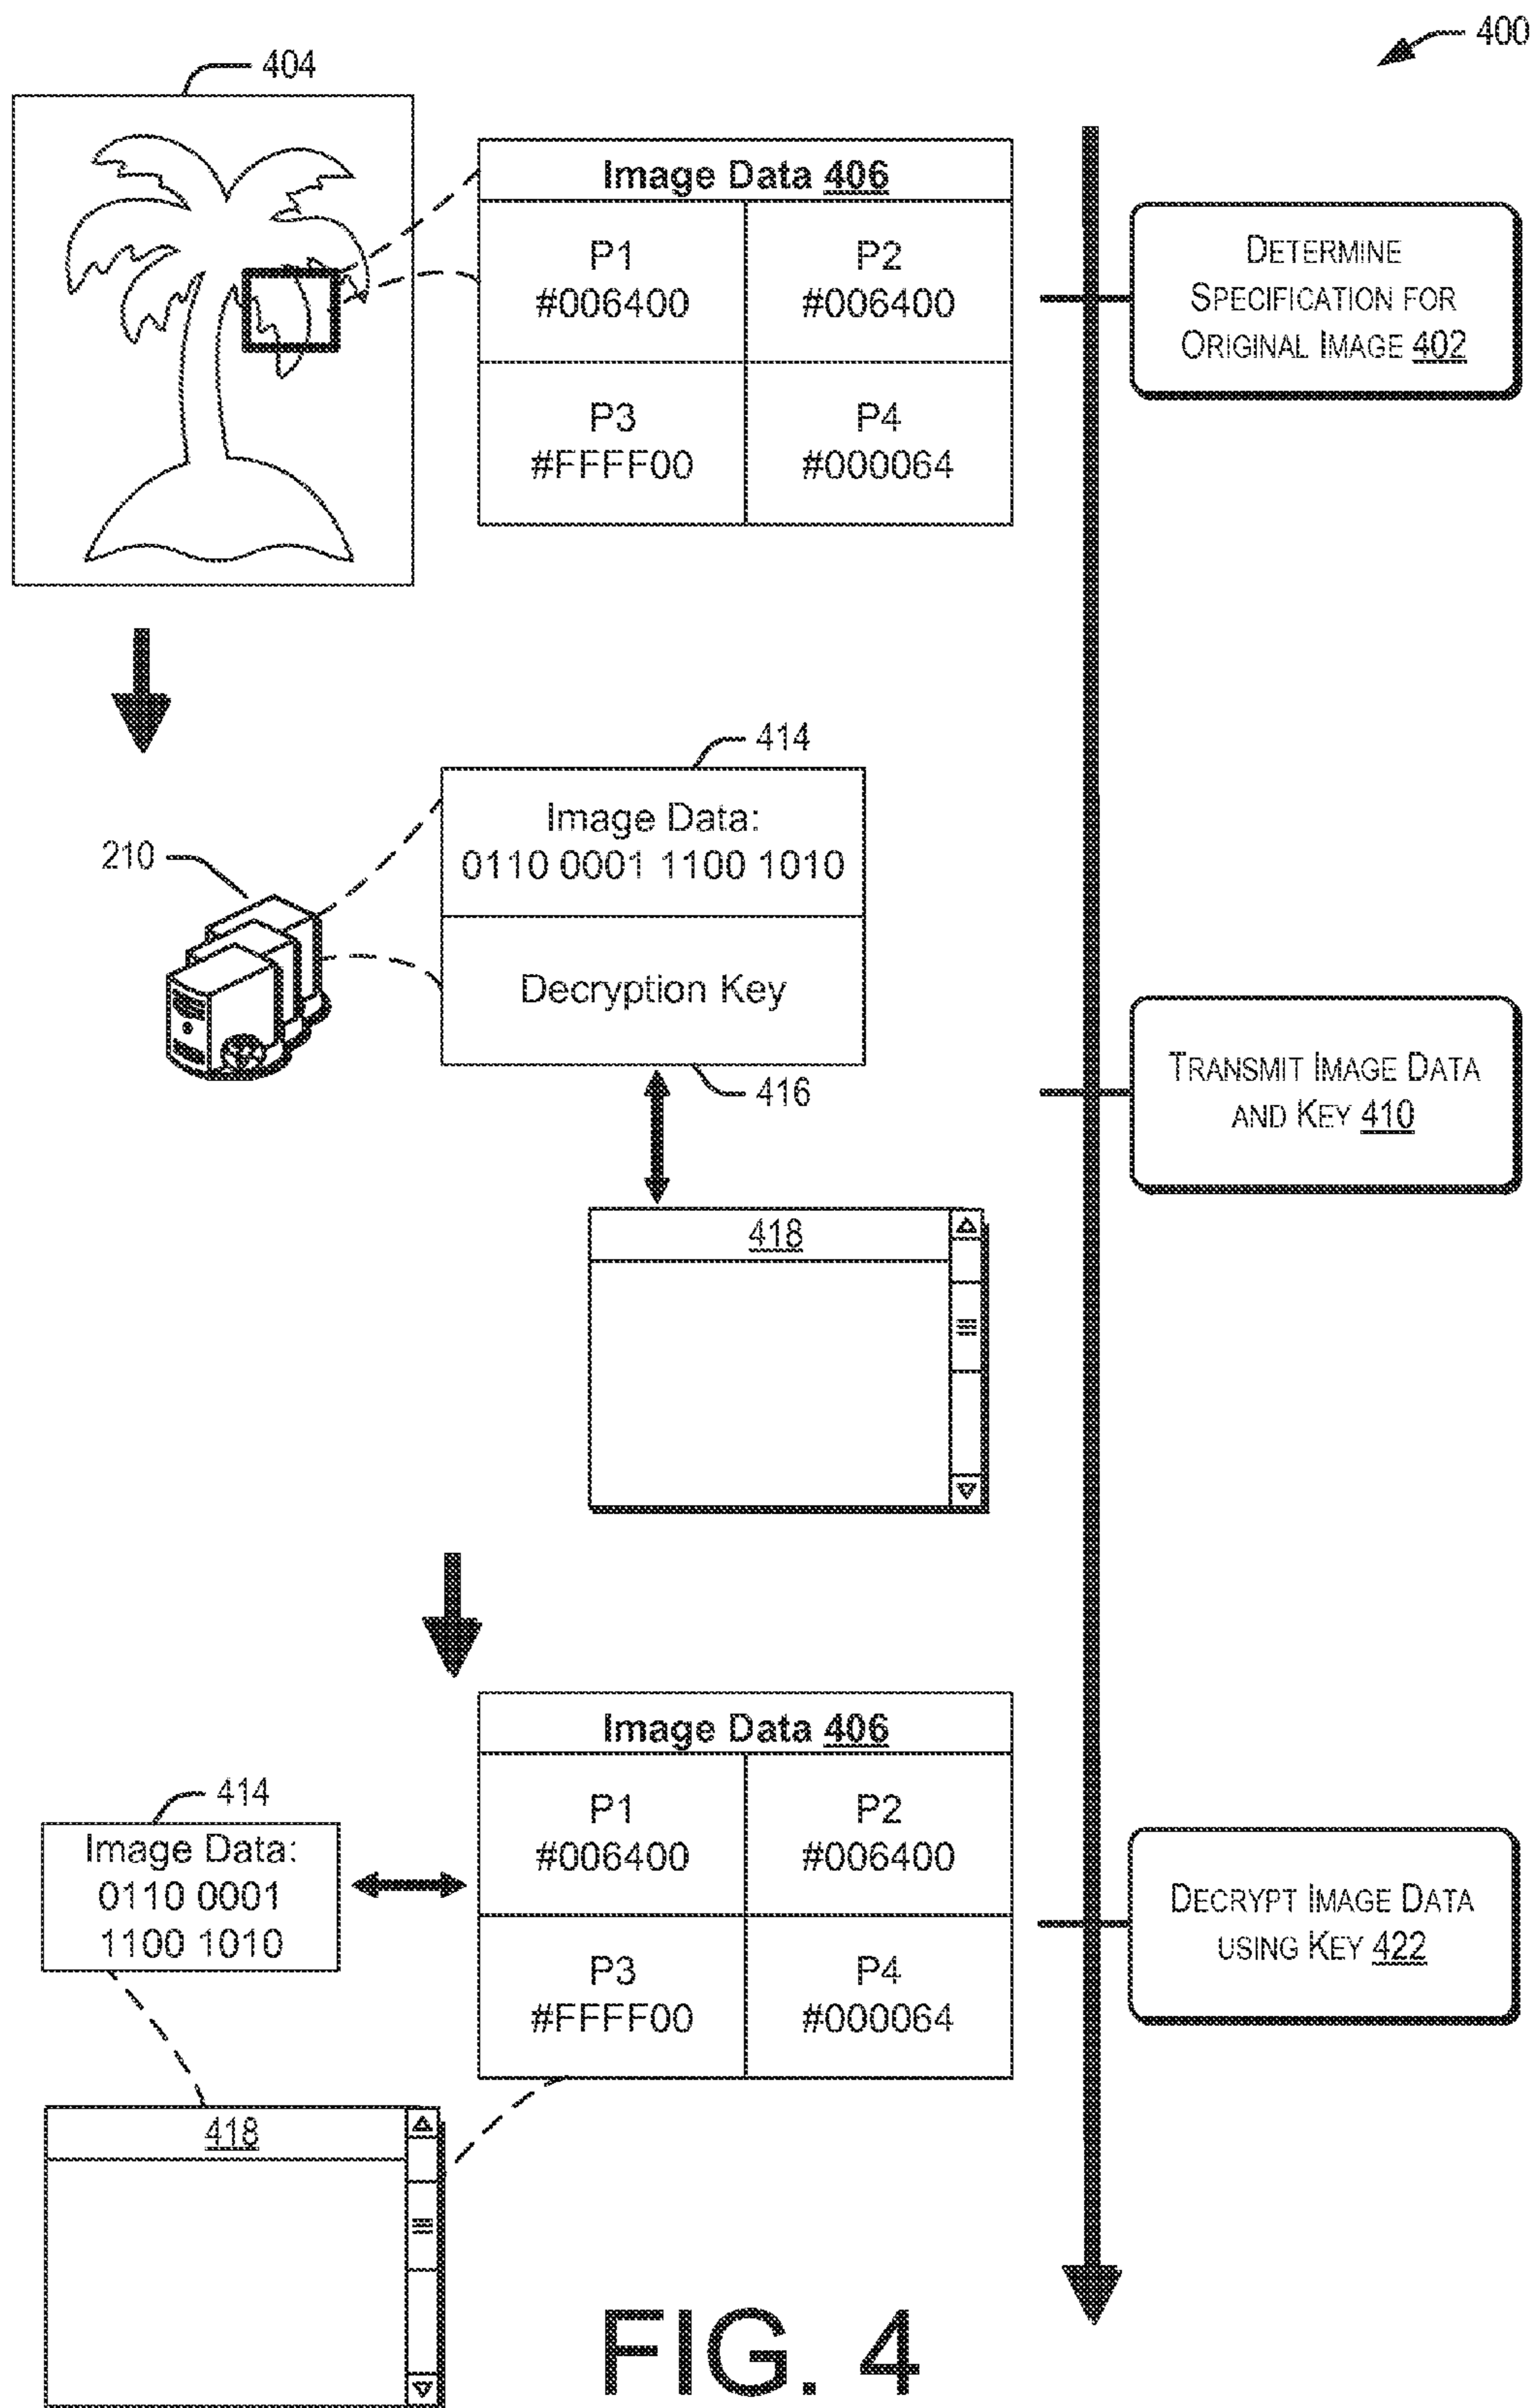 400
404
Image Data 406
P1
#006400
P2
#006400
P3
#FFFF00
P4
#000064
DETERMINE
SPECIFICATION FOR
ORIGINAL IMAGE 402
414
Image Data:
0110 0001 1100 1010
210
Decryption Key
416
TRANSMIT IMAGE DATA
AND KEY 410
418
Image Data 406
P1
#006400
P2
#006400
P3
#FFFF00
P4
#000064
414
Image Data:
0110 0001
1100 1010
DECRYPT IMAGE DATA
USING KEY 422
418
FIG. 4